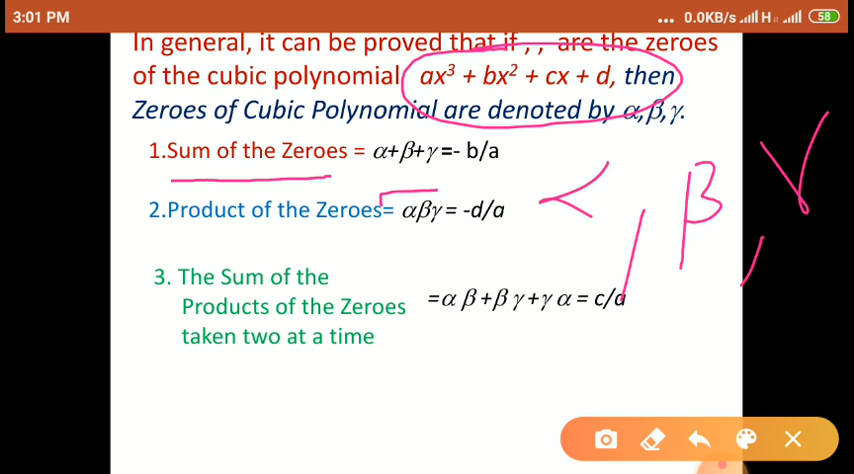 3:01 PM ... 0.0KB/s H 58
In general, it can be proved that if , , are the zeroes
of the cubic polynomial ax³ + bx² + cx + d, then
Zeroes of Cubic Polynomial are denoted by α,β,γ.
1.Sum of the Zeroes = α+β+γ =- b/a
2.Product of the Zeroes= αβγ = -d/a
α , β , γ
3. The Sum of the
Products of the Zeroes =α β +β γ +γ α = c/a
taken two at a time